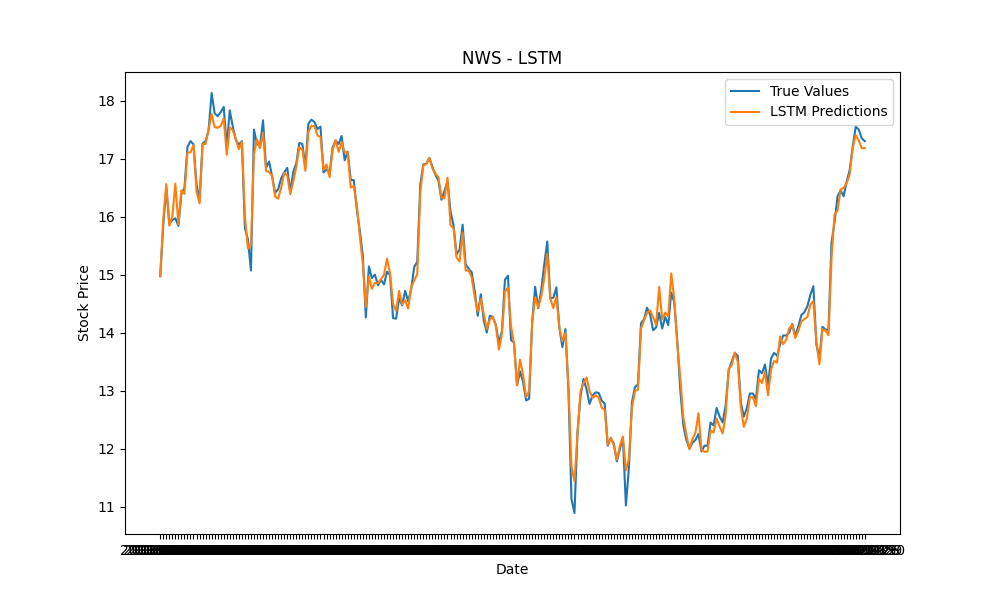 NWS - LSTM
True Values
LSTM Predictions
18
17
16
15
14
13
12
11
Stock Price
Date